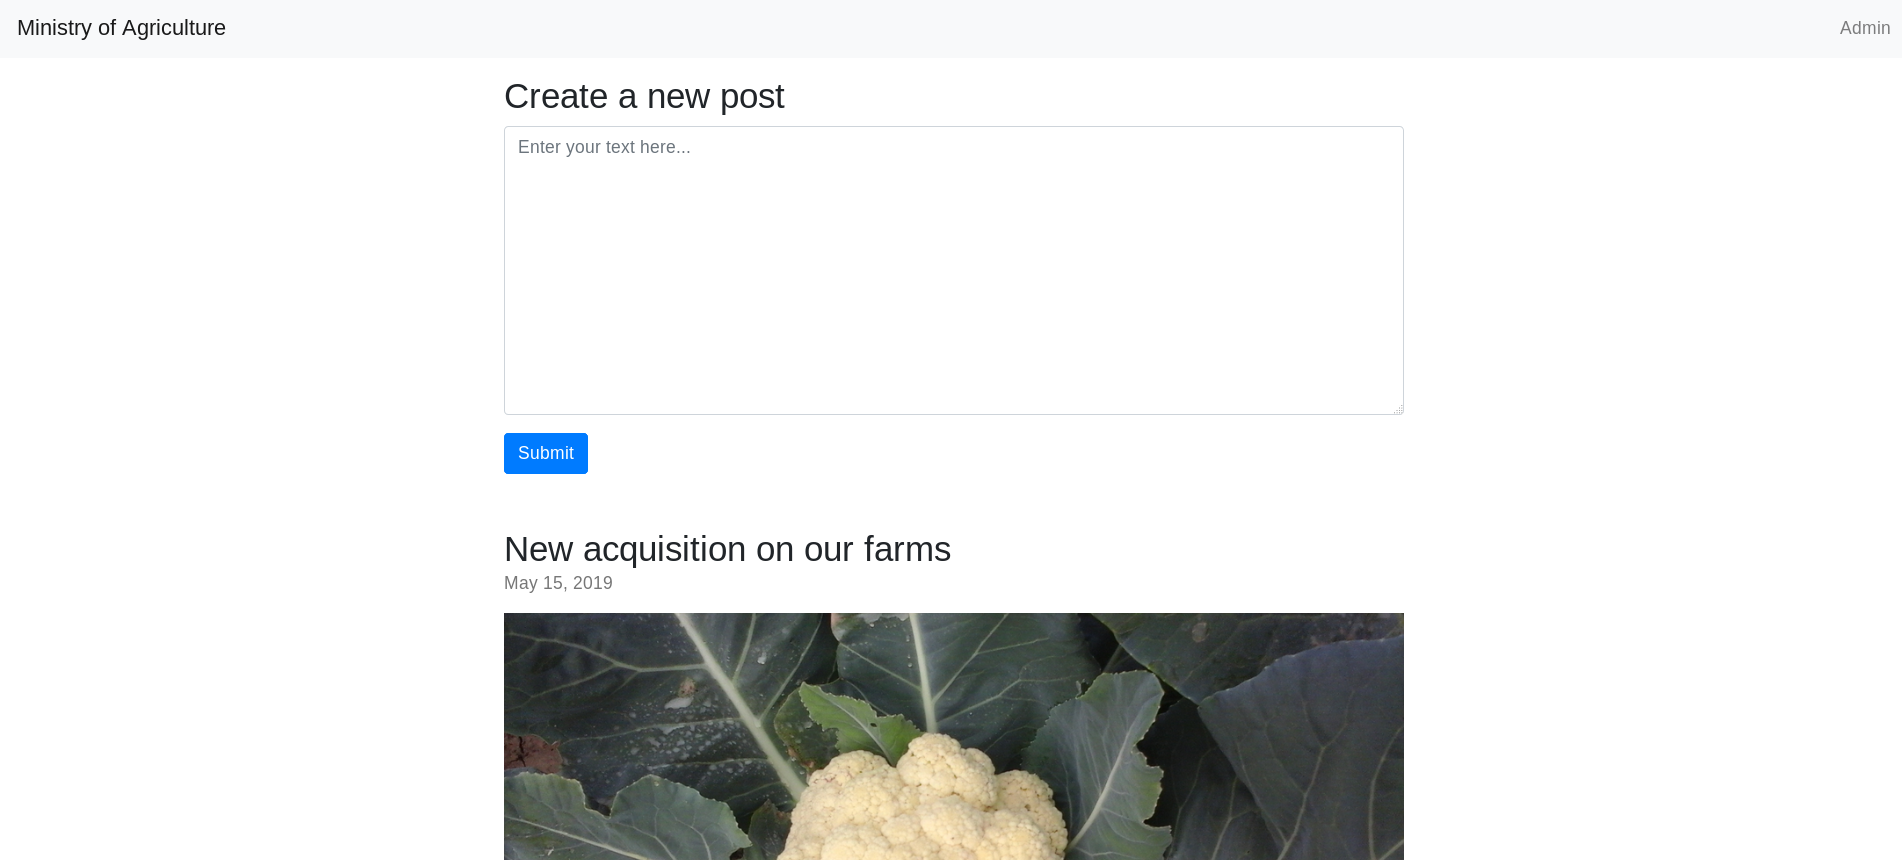 Ministry of Agriculture
Admin
Create a new post
Enter your text here...
Submit
New acquisition on our farms
May 15, 2019